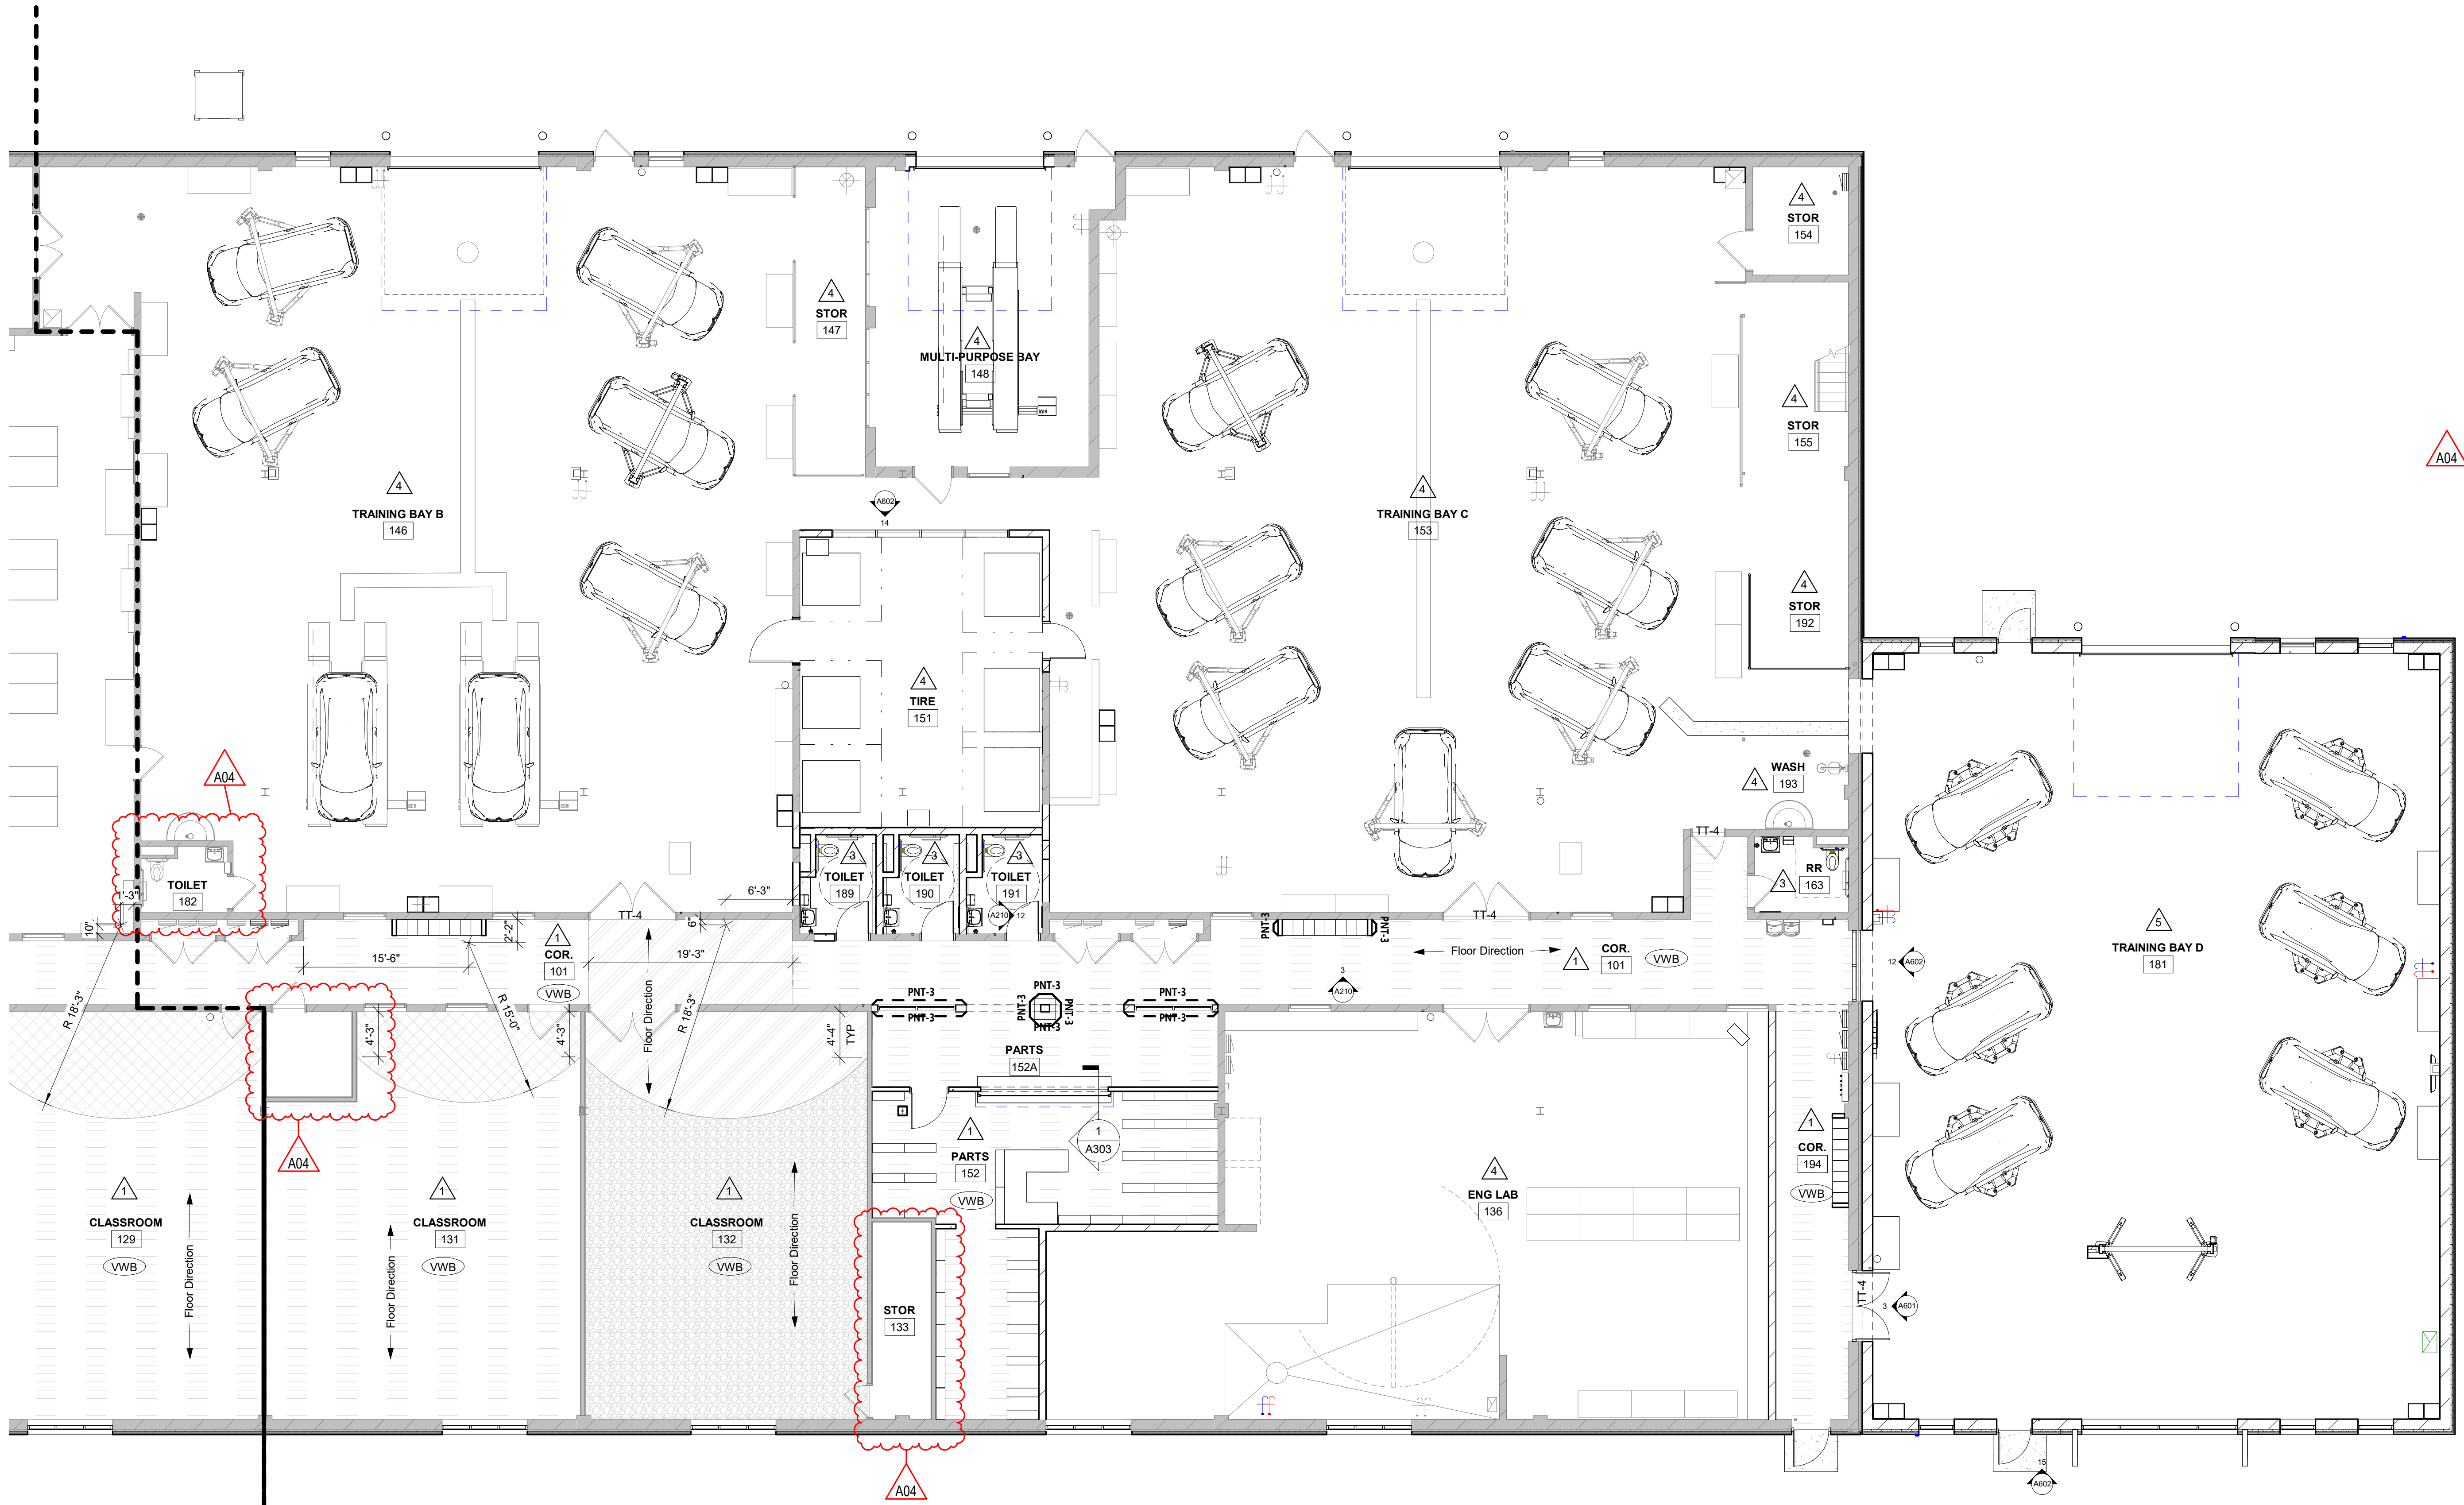 4
STOR
154
4
STOR
147
4
MULTI-PURPOSE BAY
148
4
STOR
155
A04
4
TRAINING BAY B
146
A602
14
4
TRAINING BAY C
153
4
STOR
192
4
TIRE
151
A04
4
WASH
193
TOILET
182
1'-3"
10"
3
TOILET
189
3
TOILET
190
3
TOILET
191
A210
12
TT-4
3
RR
163
6'-3"
6"
TT-4
2'-2"
15'-6"
1
COR.
101
VWB
19'-3"
TT-4
PNT-3
PNT-3
Floor Direction
1
COR.
101
VWB
3
A210
12
A602
5
TRAINING BAY D
181
R 18'-3"
R 15'-0"
R 18'-3"
Floor Direction
4'-3"
4'-3"
4'-4"
TYP
PNT-3
PNT-3
PNT-3
PNT-3
PNT-3
PNT-3
PNT-3
PNT-3
PARTS
152A
A04
1
A303
1
PARTS
152
VWB
1
COR.
194
VWB
1
CLASSROOM
129
VWB
Floor Direction
1
CLASSROOM
131
VWB
Floor Direction
1
CLASSROOM
132
VWB
Floor Direction
4
ENG LAB
136
STOR
133
TT-4
3
A601
A04
15
A602